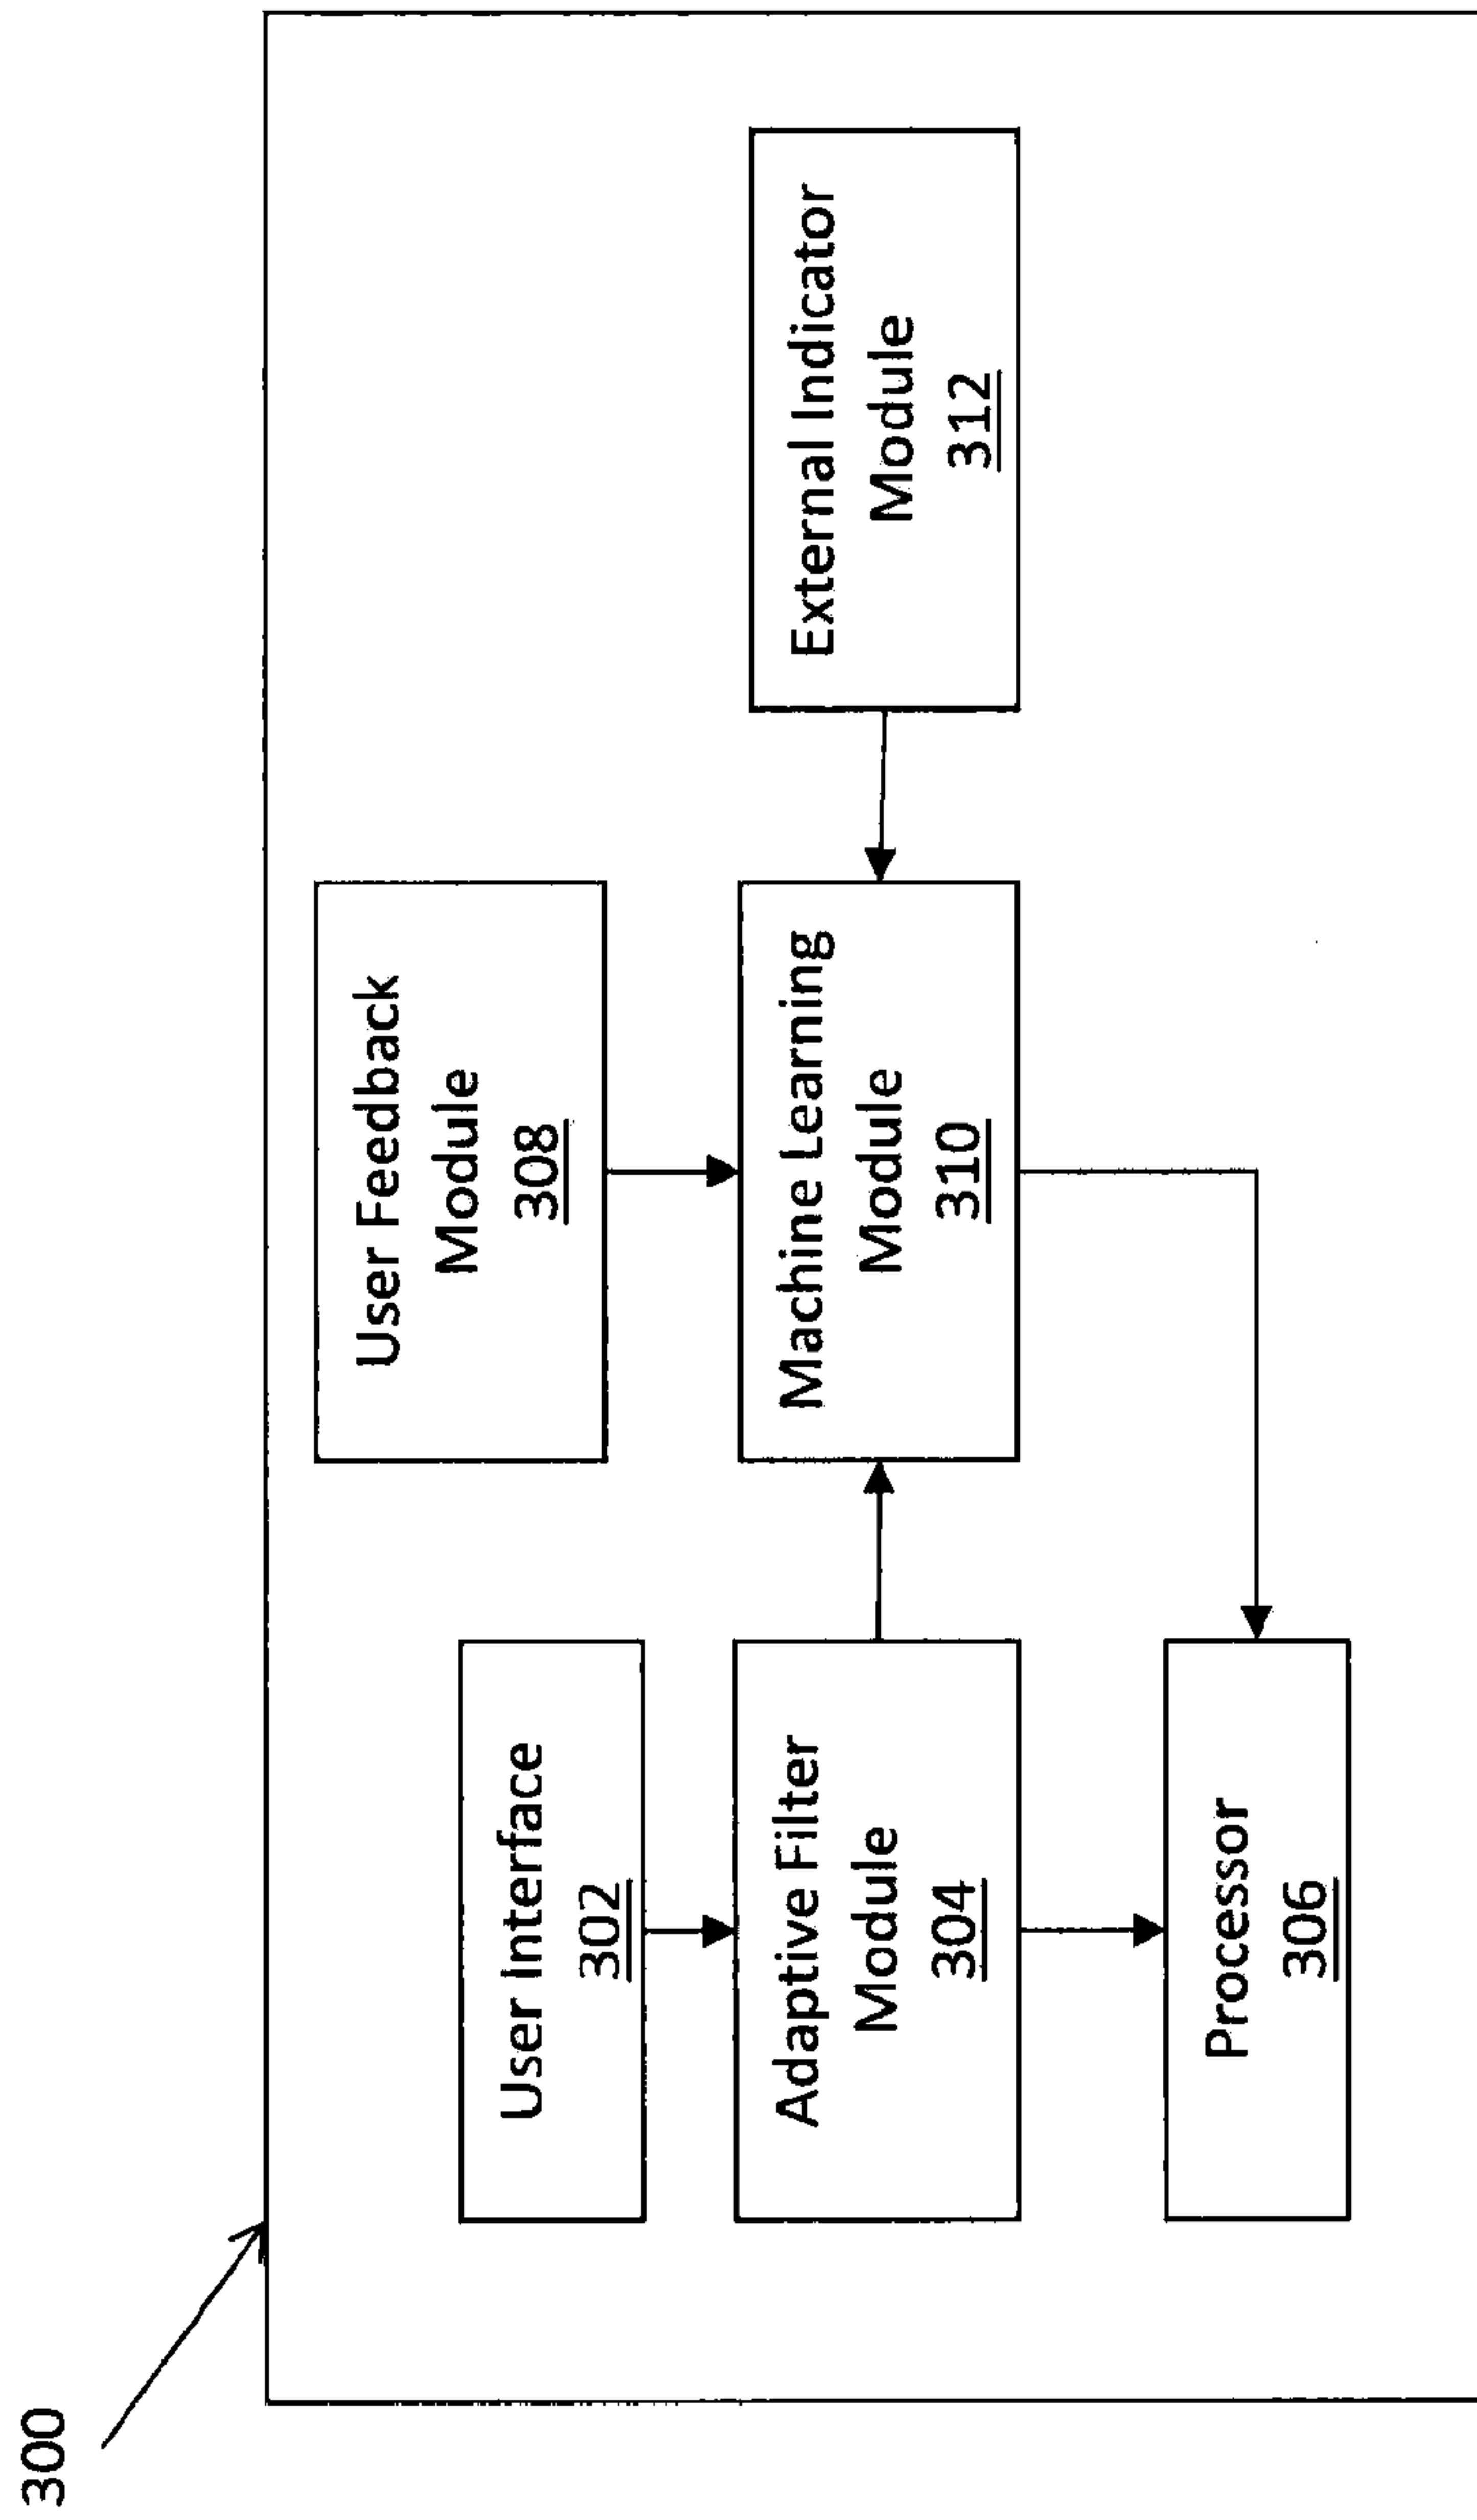 300
User Interface
302
Adaptive Filter
Module
304
Processor
306
User Feedback
Module
308
Machine Learning
Module
310
External Indicator
Module
312